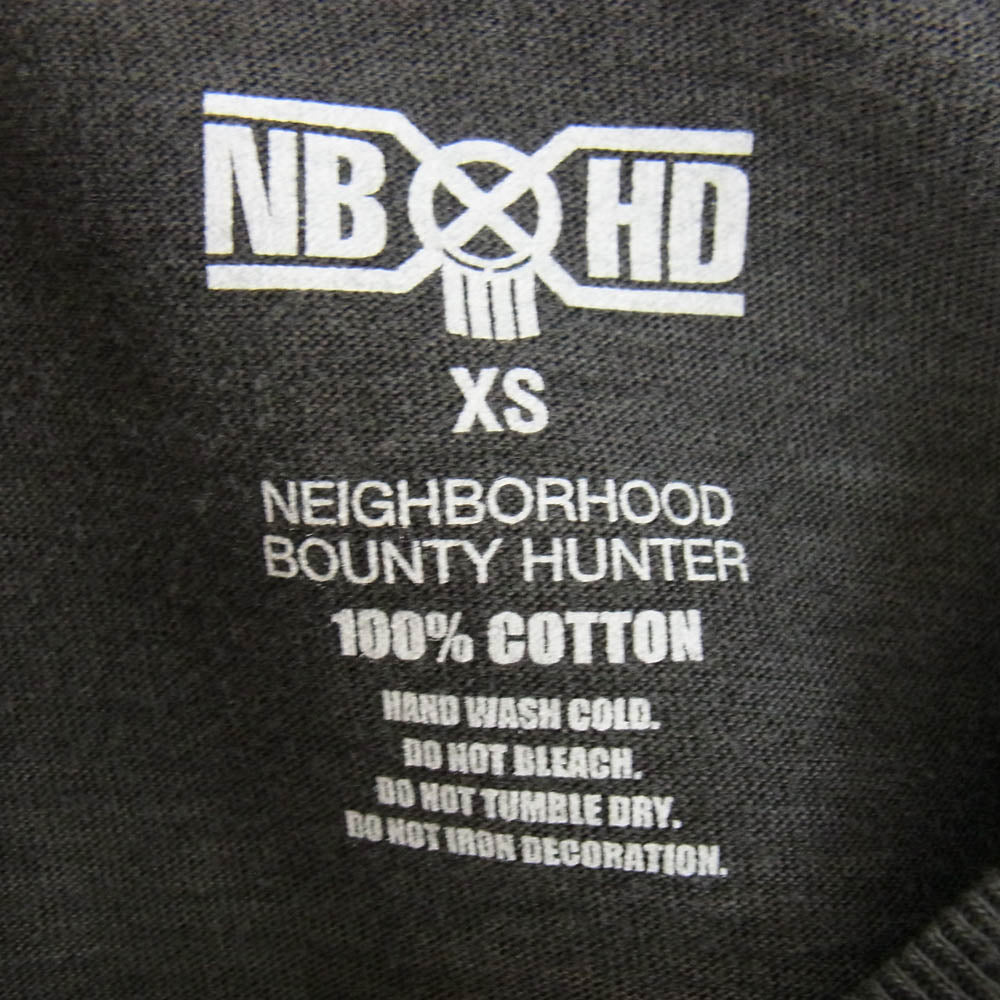 NB HD
XS
NEIGHBORHOOD
BOUNTY HUNTER
100% COTTON
HAND WASH COLD.
DO NOT BLEACH.
DO NOT TUMBLE DRY.
DO NOT IRON DECORATION.